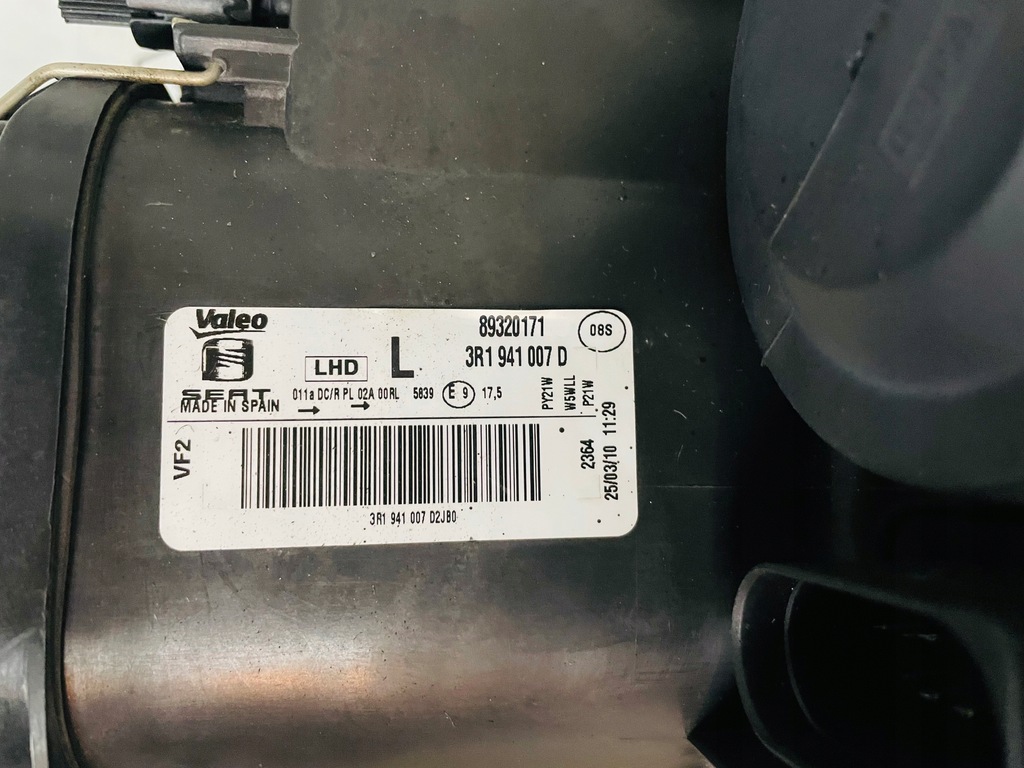 Valeo
89320171
08S
LHD
L
3R1 941 007 D
SEAT
011a DC/R PL 02A 00RL 5839 E 9 17,5
MADE IN SPAIN
PY21W
W5WLL
P21W
VF2
2364
25/03/10 11:29
3R1 941 007 D2JB0